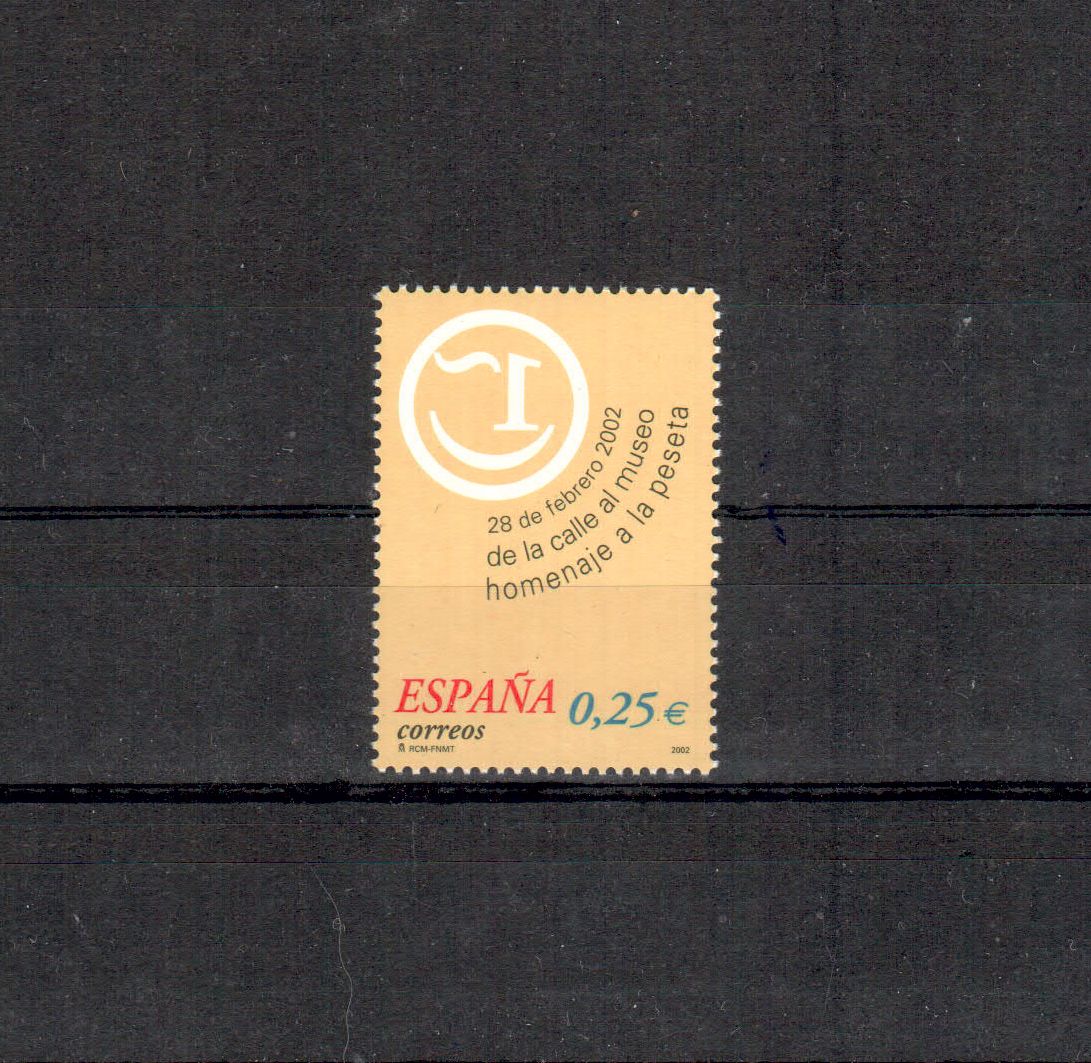 1
28 de febrero 2002
de la calle al museo
homenaje a la peseta
ESPAÑA 0,25 €
correos
RCM-FNMT 2002